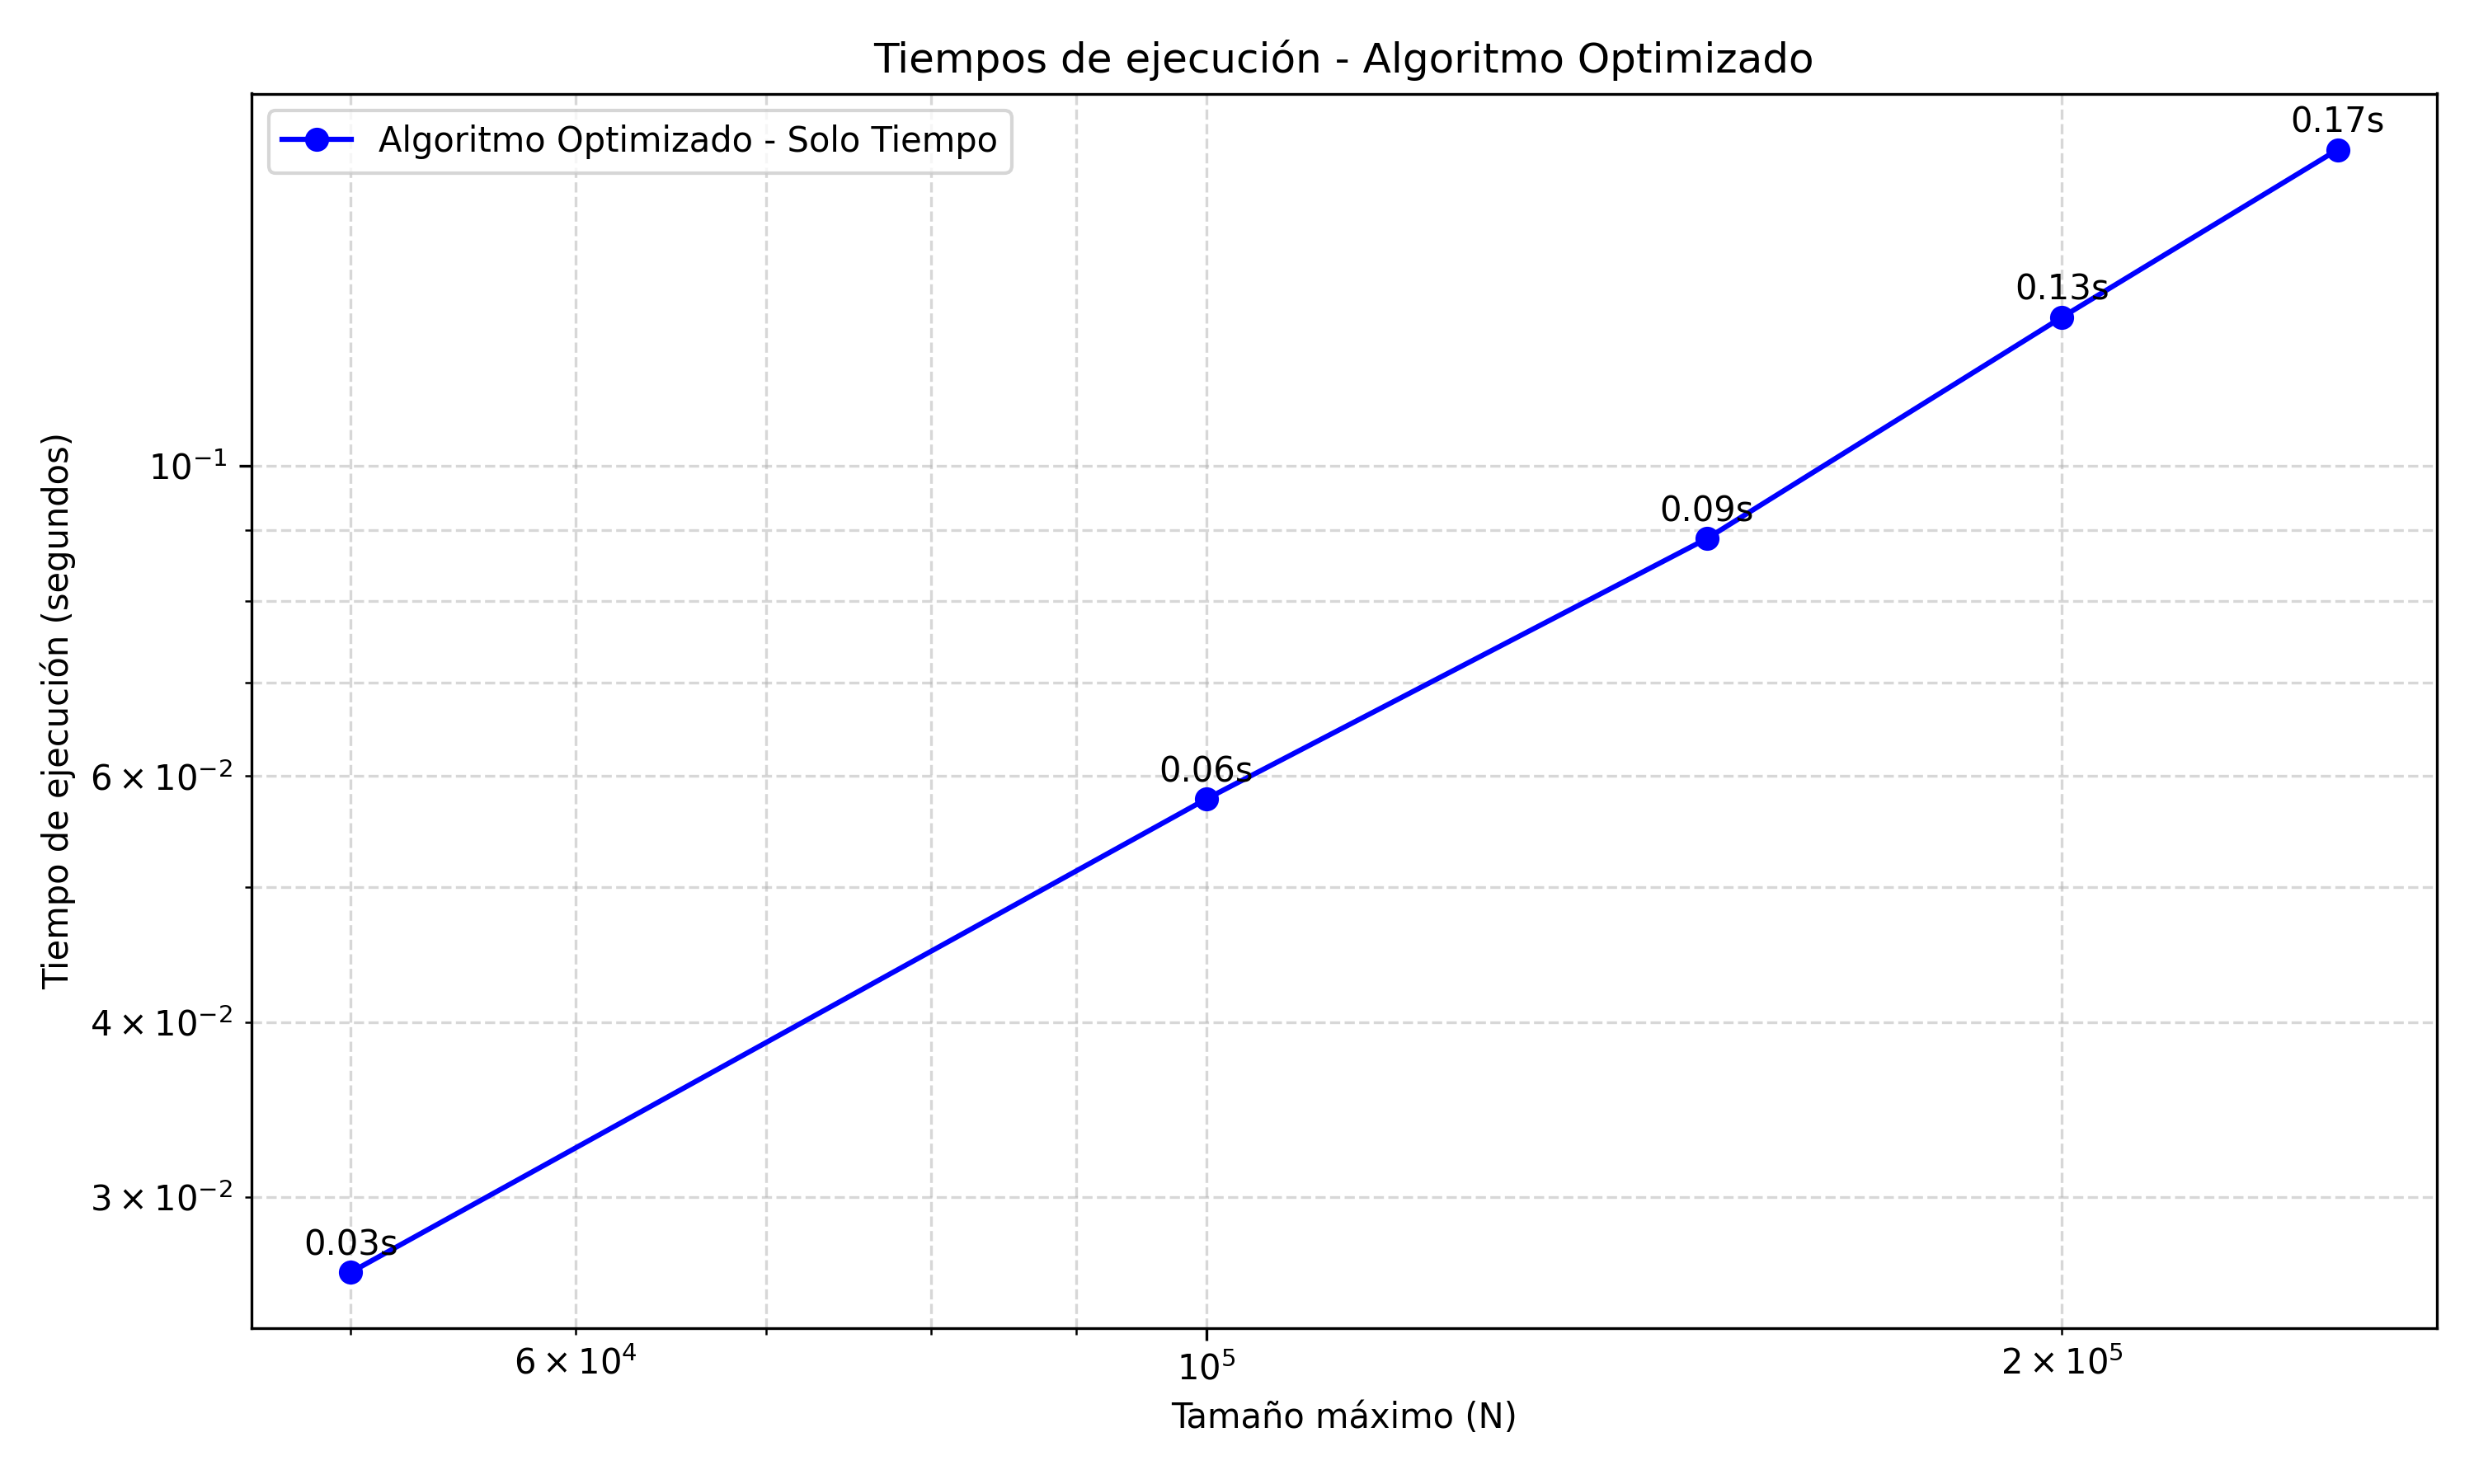 Tiempos de ejecución - Algoritmo Optimizado
Algoritmo Optimizado - Solo Tiempo
0.17s
0.13s
0.09s
0.06s
0.03s
Tiempo de ejecución (segundos)
10⁻¹
6 × 10⁻²
4 × 10⁻²
3 × 10⁻²
6 × 10⁴
10⁵
2 × 10⁵
Tamaño máximo (N)